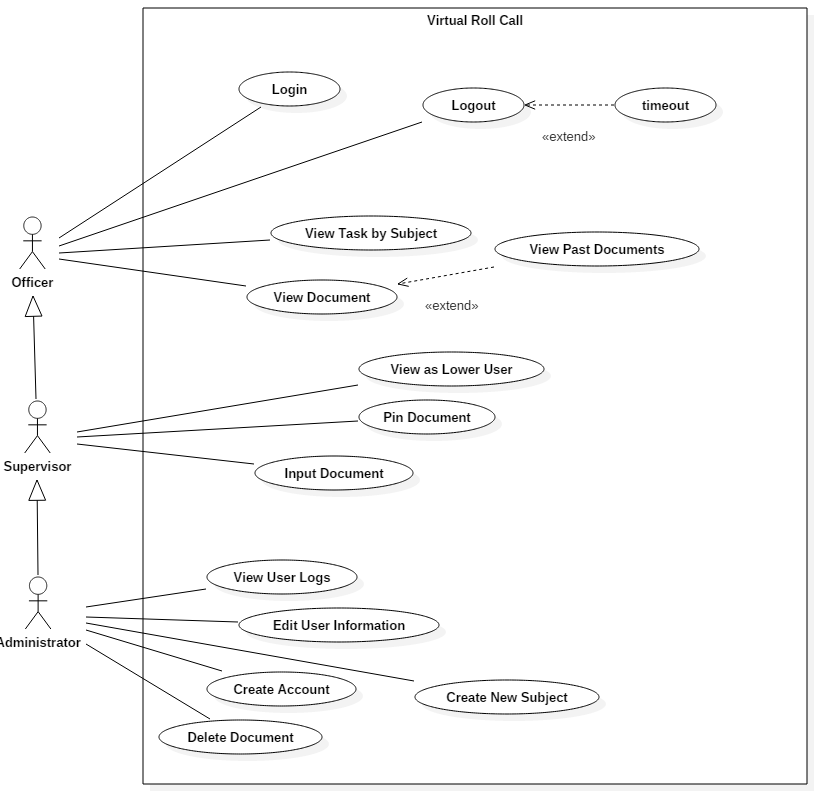 Virtual Roll Call
Login
Logout
timeout
«extend»
View Task by Subject
View Past Documents
Officer
View Document
«extend»
View as Lower User
Pin Document
Supervisor
Input Document
View User Logs
Edit User Information
Administrator
Create Account
Create New Subject
Delete Document